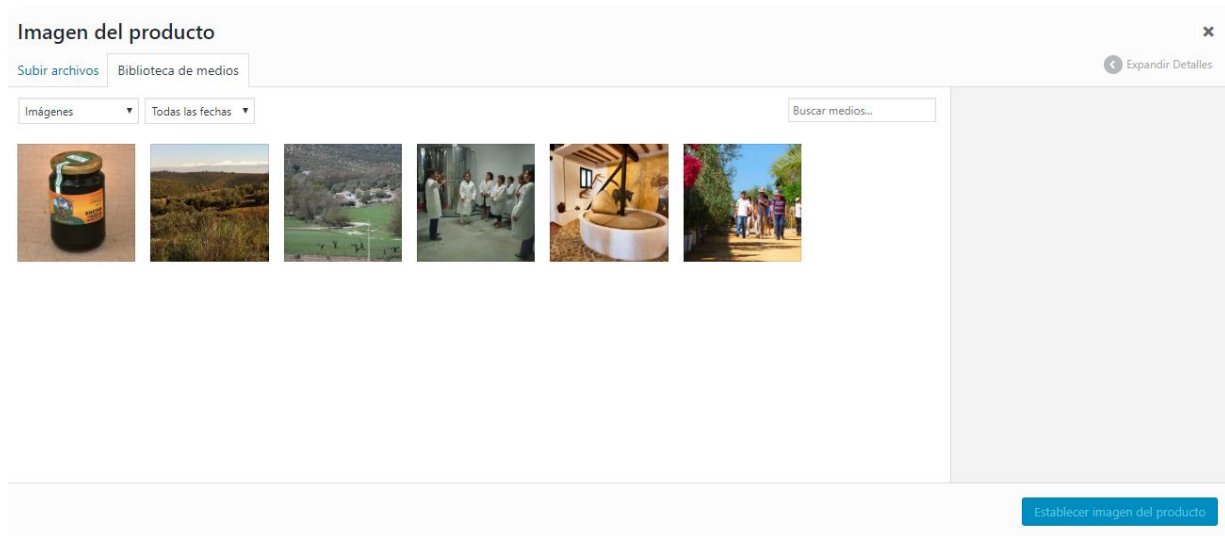 Imagen del producto
Subir archivos
Biblioteca de medios
Expandir Detalles
Imágenes
Todas las fechas
Buscar medios...
Establecer imagen del producto